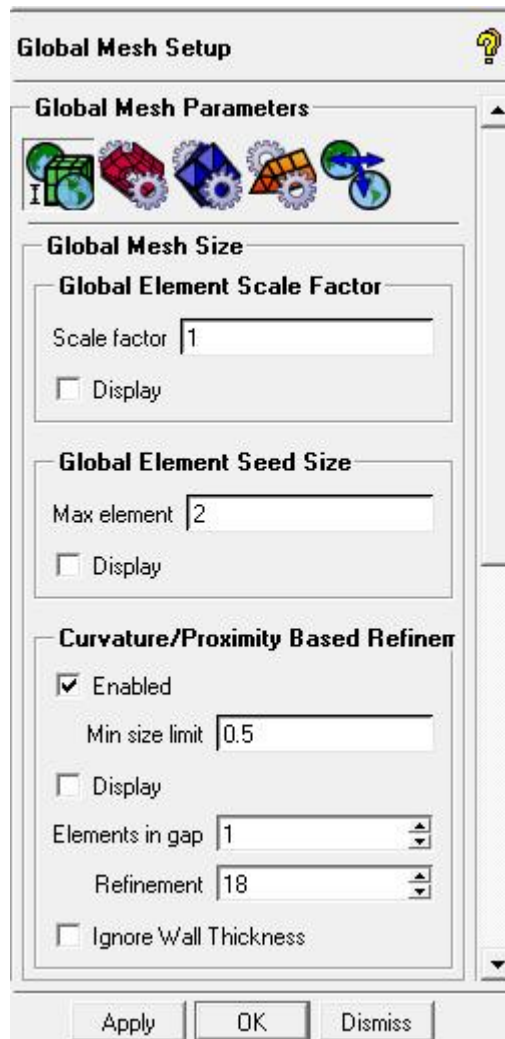 Global Mesh Setup
Global Mesh Parameters
Global Mesh Size
Global Element Scale Factor
Scale factor 1
Display
Global Element Seed Size
Max element 2
Display
Curvature/Proximity Based Refinem
Enabled
Min size limit 0.5
Display
Elements in gap 1
Refinement 18
Ignore Wall Thickness
Apply OK Dismiss